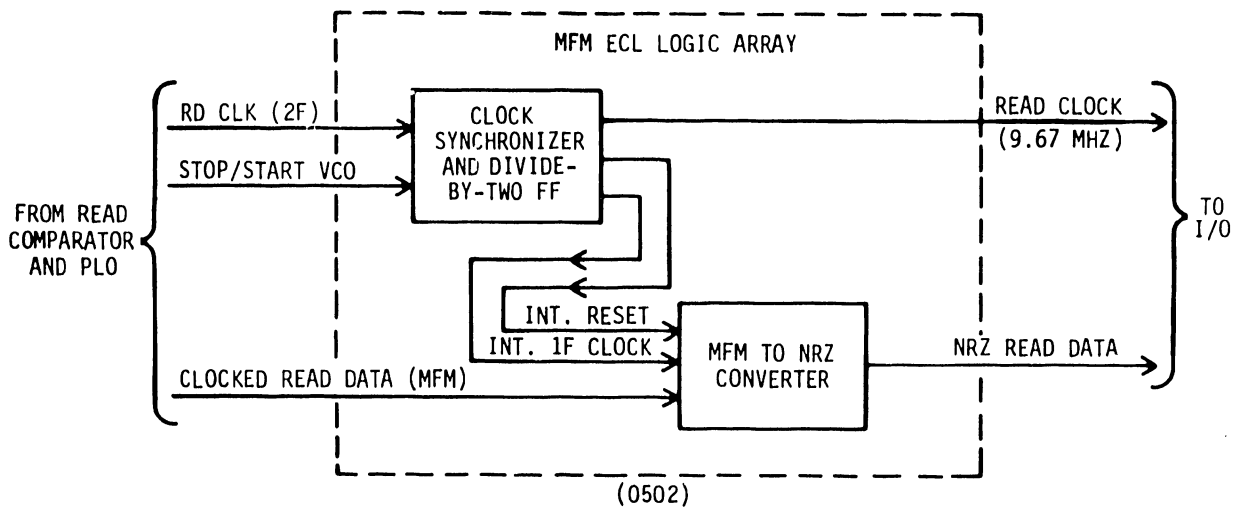 MFM ECL LOGIC ARRAY
RD CLK (2F)
STOP/START VCO
CLOCK
SYNCHRONIZER
AND DIVIDE-
BY-TWO FF
READ CLOCK
(9.67 MHZ)
FROM READ
COMPARATOR
AND PLO
TO
I/O
INT. RESET
INT. 1F CLOCK
MFM TO NRZ
CONVERTER
NRZ READ DATA
CLOCKED READ DATA (MFM)
(0502)